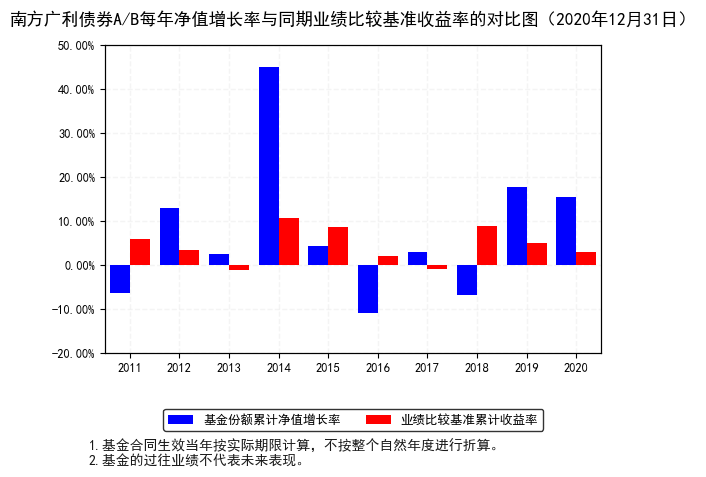 南方广利债券A/B每年净值增长率与同期业绩比较基准收益率的对比图（2020年12月31日）
50.00%
40.00%
30.00%
20.00%
10.00%
0.00%
-10.00%
-20.00%
2011 2012 2013 2014 2015 2016 2017 2018 2019 2020
基金份额累计净值增长率 业绩比较基准累计收益率
1.基金合同生效当年按实际期限计算，不按整个自然年度进行折算。
2.基金的过往业绩不代表未来表现。